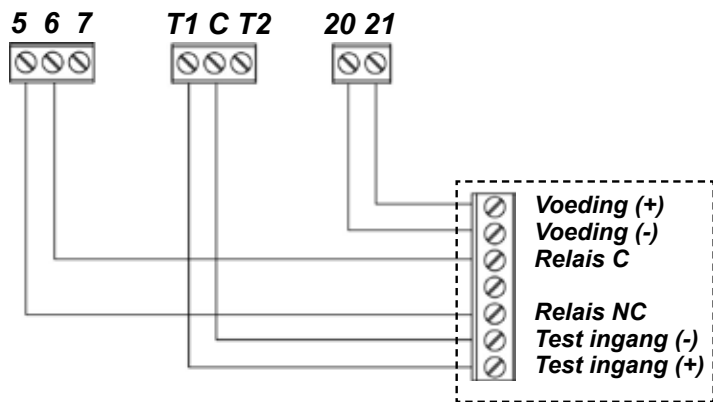 5 6 7 T1 C T2 20 21
Voeding (+)
Voeding (-)
Relais C
Relais NC
Test ingang (-)
Test ingang (+)